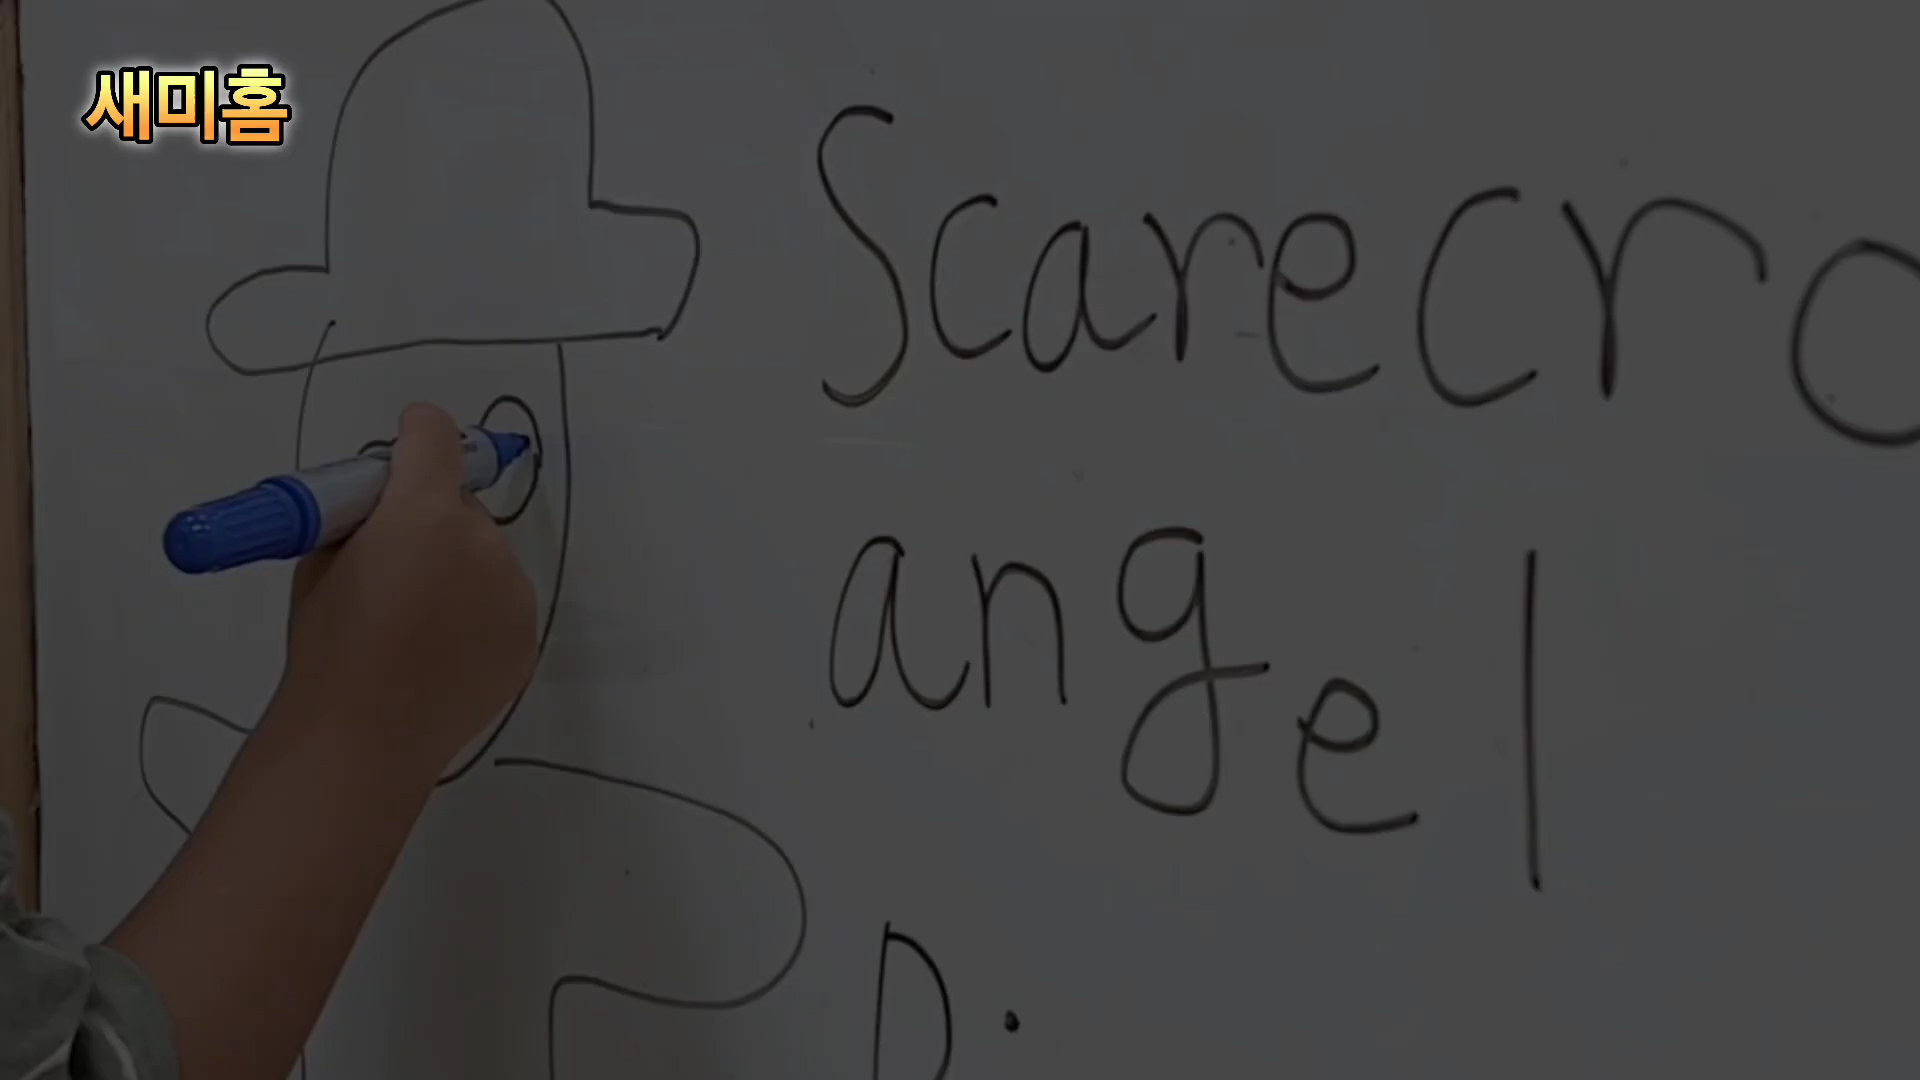 새미홈
Scarecro
angel